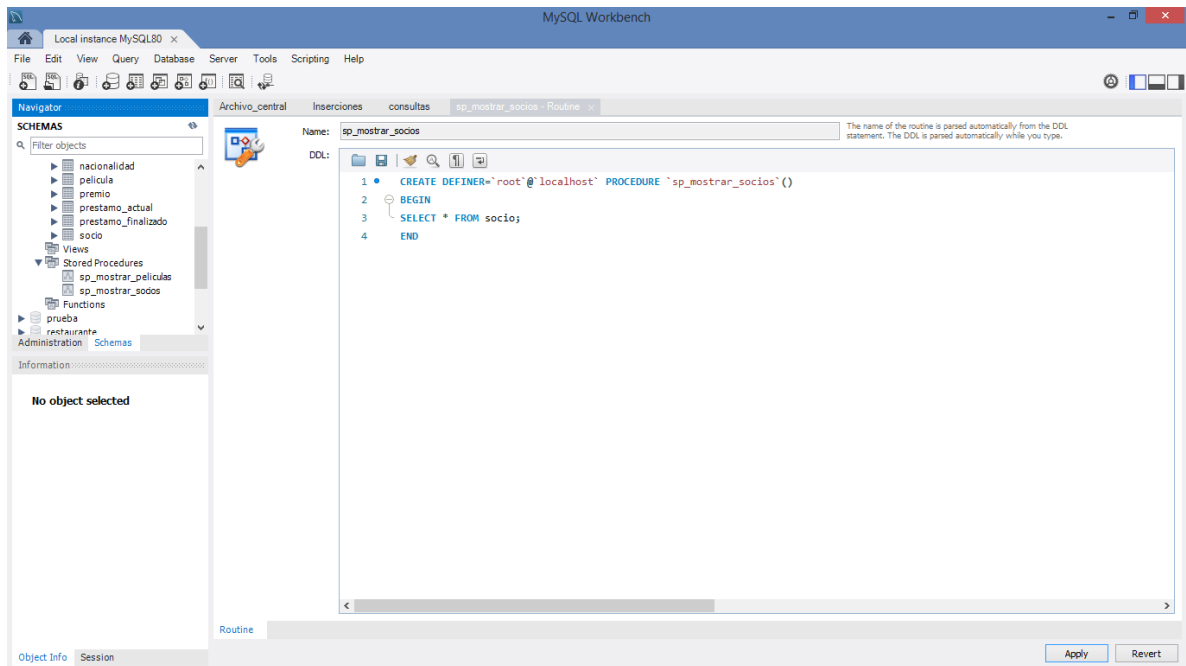 MySQL Workbench
Local instance MySQL80
File Edit View Query Database Server Tools Scripting Help
Navigator
SCHEMAS
Filter objects
nacionalidad
pelicula
premio
prestamo_actual
prestamo_finalizado
socio
Views
Stored Procedures
sp_mostrar_peliculas
sp_mostrar_socios
Functions
prueba
restaurante
Administration Schemas
Information
No object selected
Object Info Session
Archivo_central Inserciones consultas sp_mostrar_socios - Routine
Name: sp_mostrar_socios
The name of the routine is parsed automatically from the DDL
statement. The DDL is parsed automatically while you type.
DDL:
1 CREATE DEFINER=`root`@`localhost` PROCEDURE `sp_mostrar_socios`()
2 BEGIN
3 SELECT * FROM socio;
4 END
Routine
Apply Revert